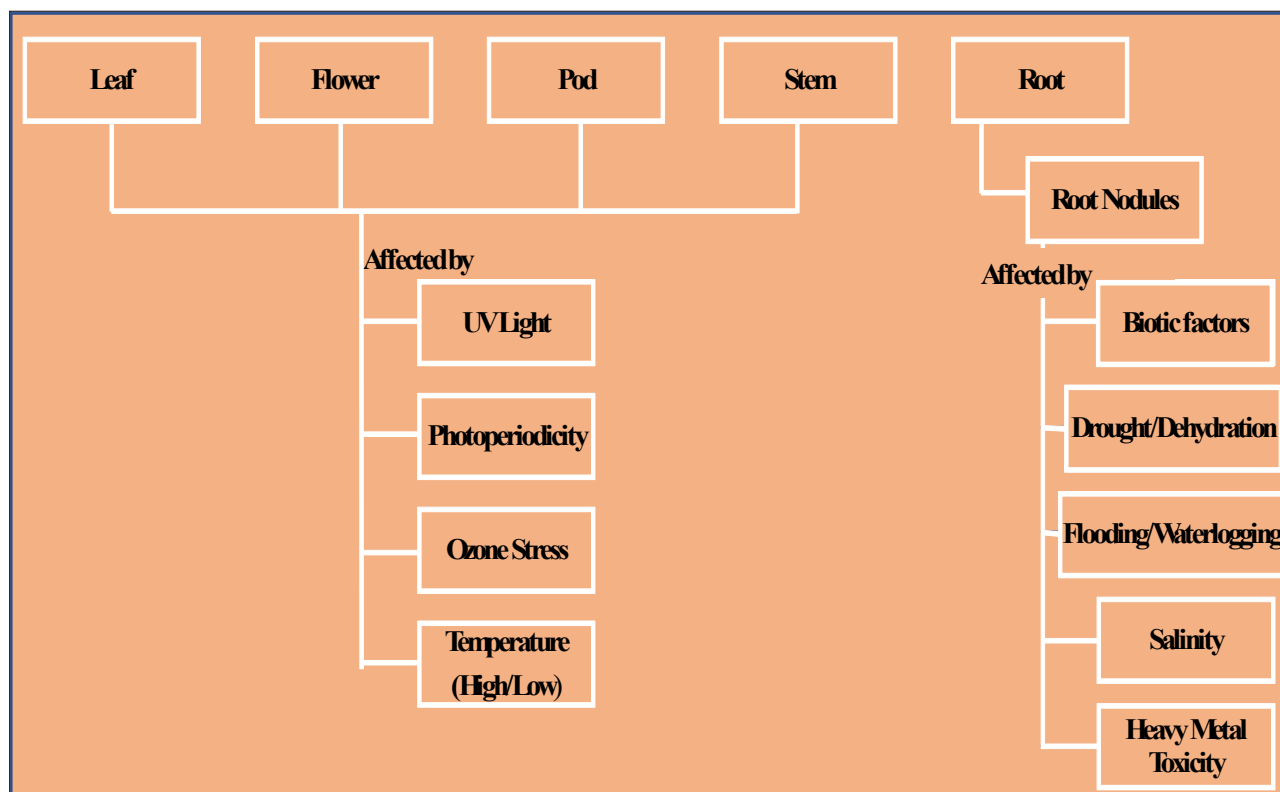 Leaf
Flower
Pod
Stem
Root
Root Nodules
Affected by
UV Light
Photoperiodicity
Ozone Stress
Temperature
(High/Low)
Affected by
Biotic factors
Drought/Dehydration
Flooding/Waterlogging
Salinity
Heavy Metal
Toxicity